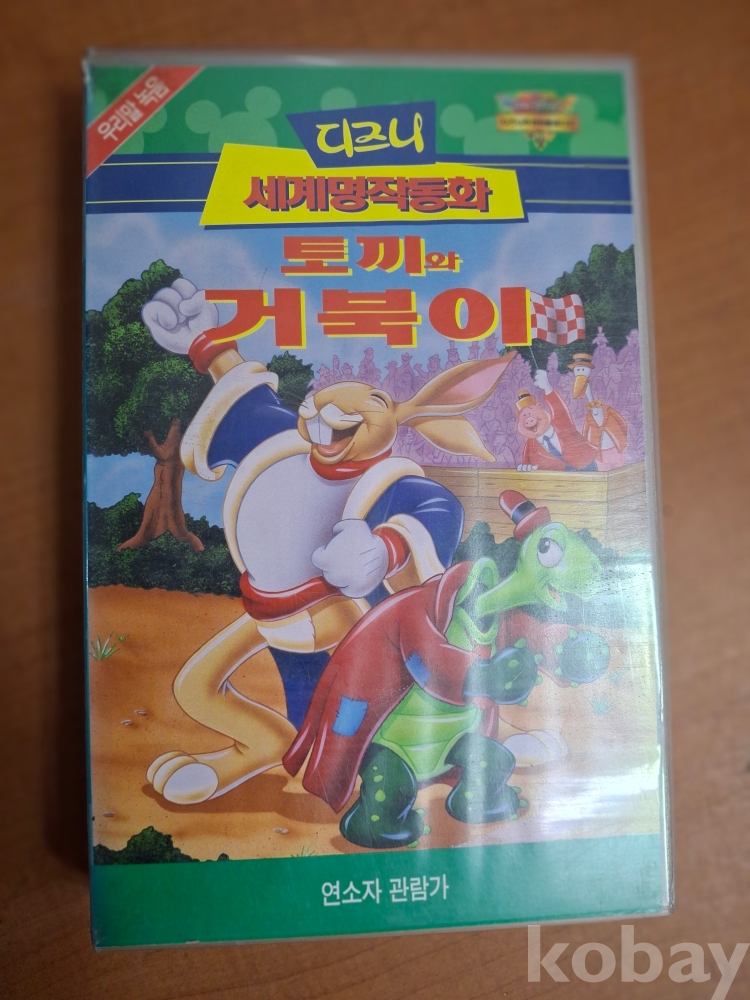 우리말 녹음
디즈니
세계명작동화
토끼와
거북이
연소자 관람가
kobay